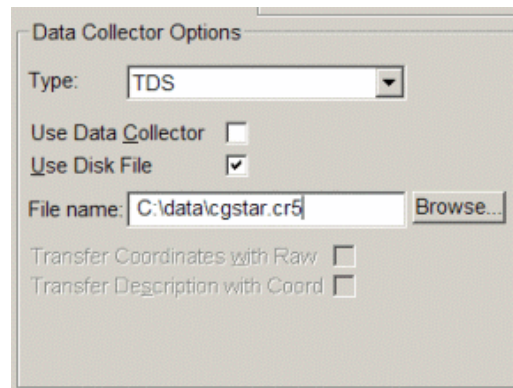 Data Collector Options
Type: TDS
Use Data Collector
Use Disk File
File name: C:\data\cgstar.cr5 Browse...
Transfer Coordinates with Raw
Transfer Description with Coord